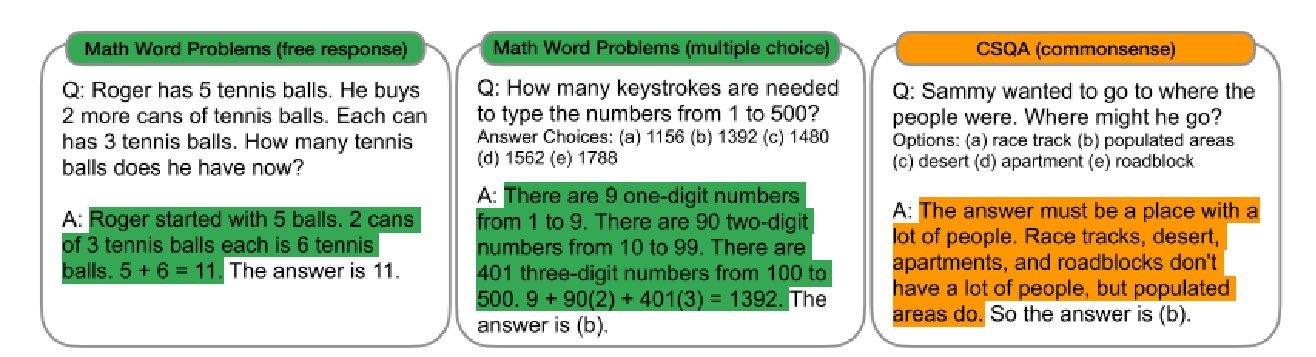 Math Word Problems (free response)
Q: Roger has 5 tennis balls. He buys
2 more cans of tennis balls. Each can
has 3 tennis balls. How many tennis
balls does he have now?
A: Roger started with 5 balls. 2 cans
of 3 tennis balls each is 6 tennis
balls. 5 + 6 = 11. The answer is 11.
Math Word Problems (multiple choice)
Q: How many keystrokes are needed
to type the numbers from 1 to 500?
Answer Choices: (a) 1156 (b) 1392 (c) 1480
(d) 1562 (e) 1788
A: There are 9 one-digit numbers
from 1 to 9. There are 90 two-digit
numbers from 10 to 99. There are
401 three-digit numbers from 100 to
500. 9 + 90(2) + 401(3) = 1392. The
answer is (b).
CSQA (commonsense)
Q: Sammy wanted to go to where the
people were. Where might he go?
Options: (a) race track (b) populated areas
(c) desert (d) apartment (e) roadblock
A: The answer must be a place with a
lot of people. Race tracks, desert,
apartments, and roadblocks don't
have a lot of people, but populated
areas do. So the answer is (b).